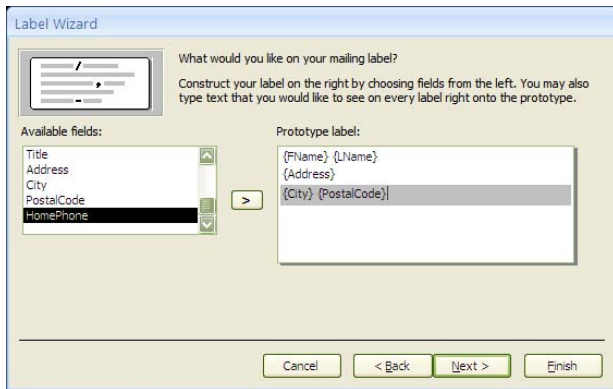 Label Wizard
What would you like on your mailing label?
Construct your label on the right by choosing fields from the left. You may also
type text that you would like to see on every label right onto the prototype.
Available fields:
Title
Address
City
PostalCode
HomePhone
>
Prototype label:
{FName} {LName}
{Address}
{City} {PostalCode}
Cancel
< Back
Next >
Finish